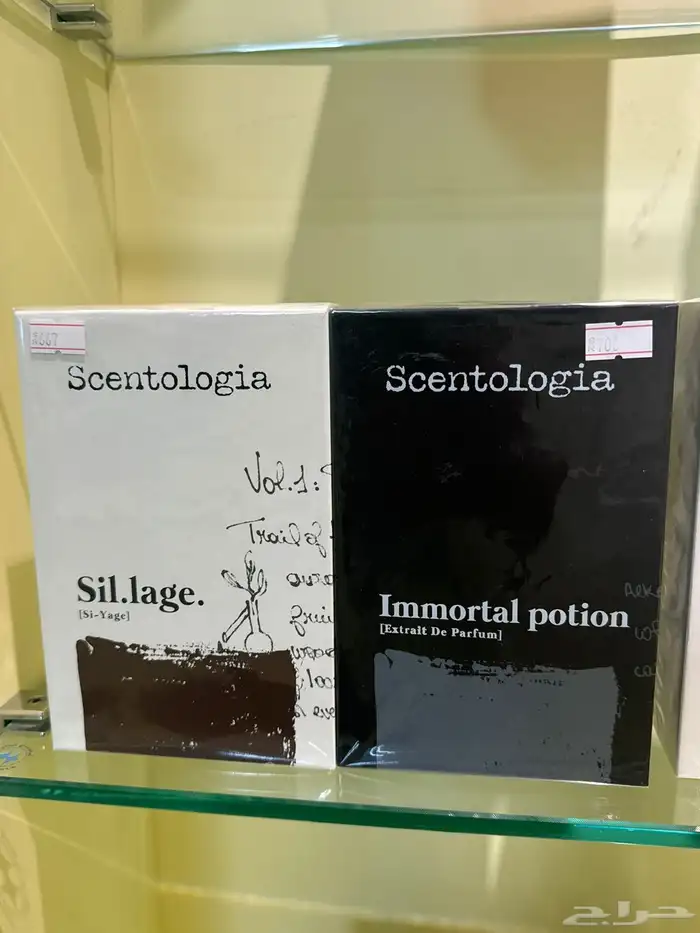 Scentologia
Vol.1:
Trail of
Sil.lage.
[Si-Yage]
Scentologia
Immortal potion
[Extrait De Parfum]
حراج